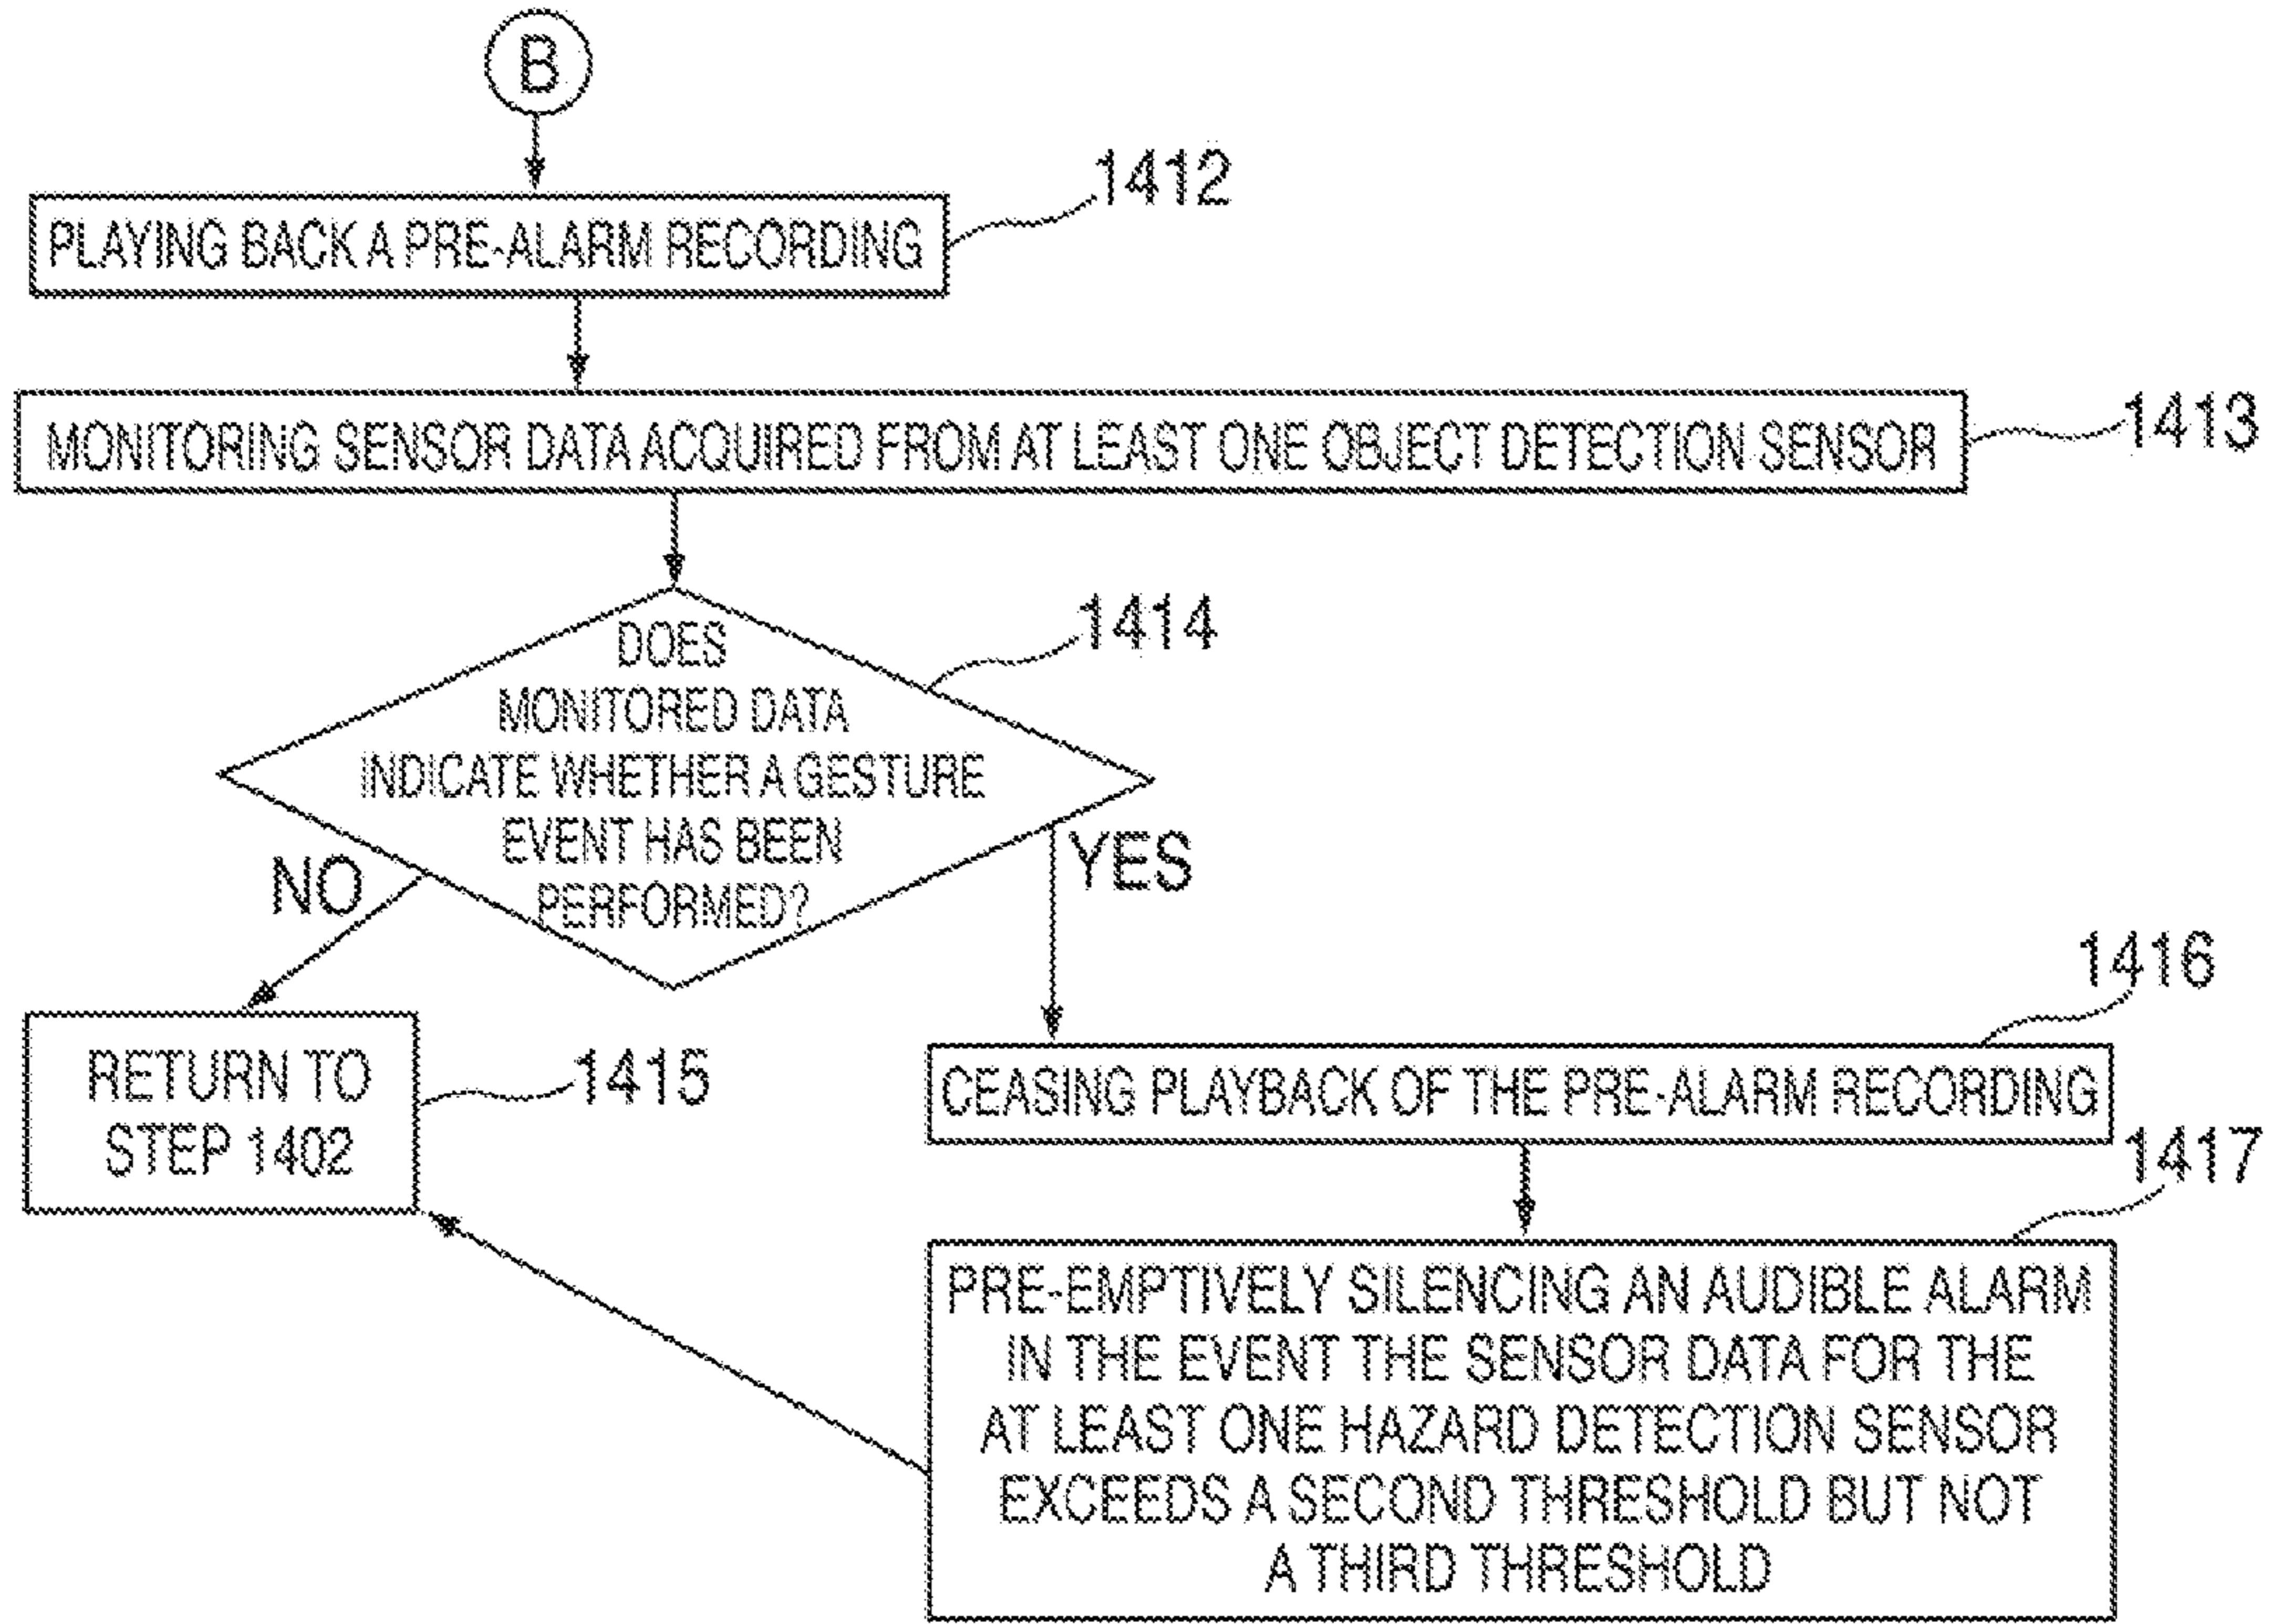 B
1412
PLAYING BACK A PRE-ALARM RECORDING
1413
MONITORING SENSOR DATA ACQUIRED FROM AT LEAST ONE OBJECT DETECTION SENSOR
1414
DOES
MONITORED DATA
INDICATE WHETHER A GESTURE
EVENT HAS BEEN
PERFORMED?
NO
YES
1415
RETURN TO
STEP 1402
1416
CEASING PLAYBACK OF THE PRE-ALARM RECORDING
1417
PRE-EMPTIVELY SILENCING AN AUDIBLE ALARM
IN THE EVENT THE SENSOR DATA FOR THE
AT LEAST ONE HAZARD DETECTION SENSOR
EXCEEDS A SECOND THRESHOLD BUT NOT
A THIRD THRESHOLD